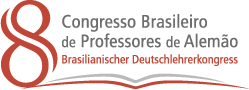 8 Congresso Brasileiro
de Professores de Alemão
Brasilianischer Deutschlehrerkongress